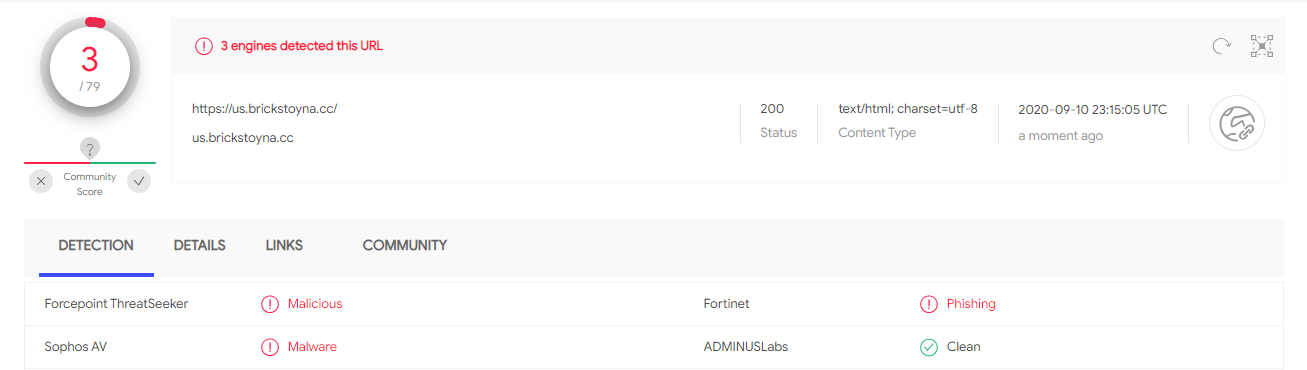 3
/ 79
?
Community
Score
3 engines detected this URL
https://us.brickstoyna.cc/
us.brickstoyna.cc
200
Status
text/html; charset=utf-8
Content Type
2020-09-10 23:15:05 UTC
a moment ago
DETECTION DETAILS LINKS COMMUNITY
Forcepoint ThreatSeeker Malicious Fortinet Phishing
Sophos AV Malware ADMINUSLabs Clean